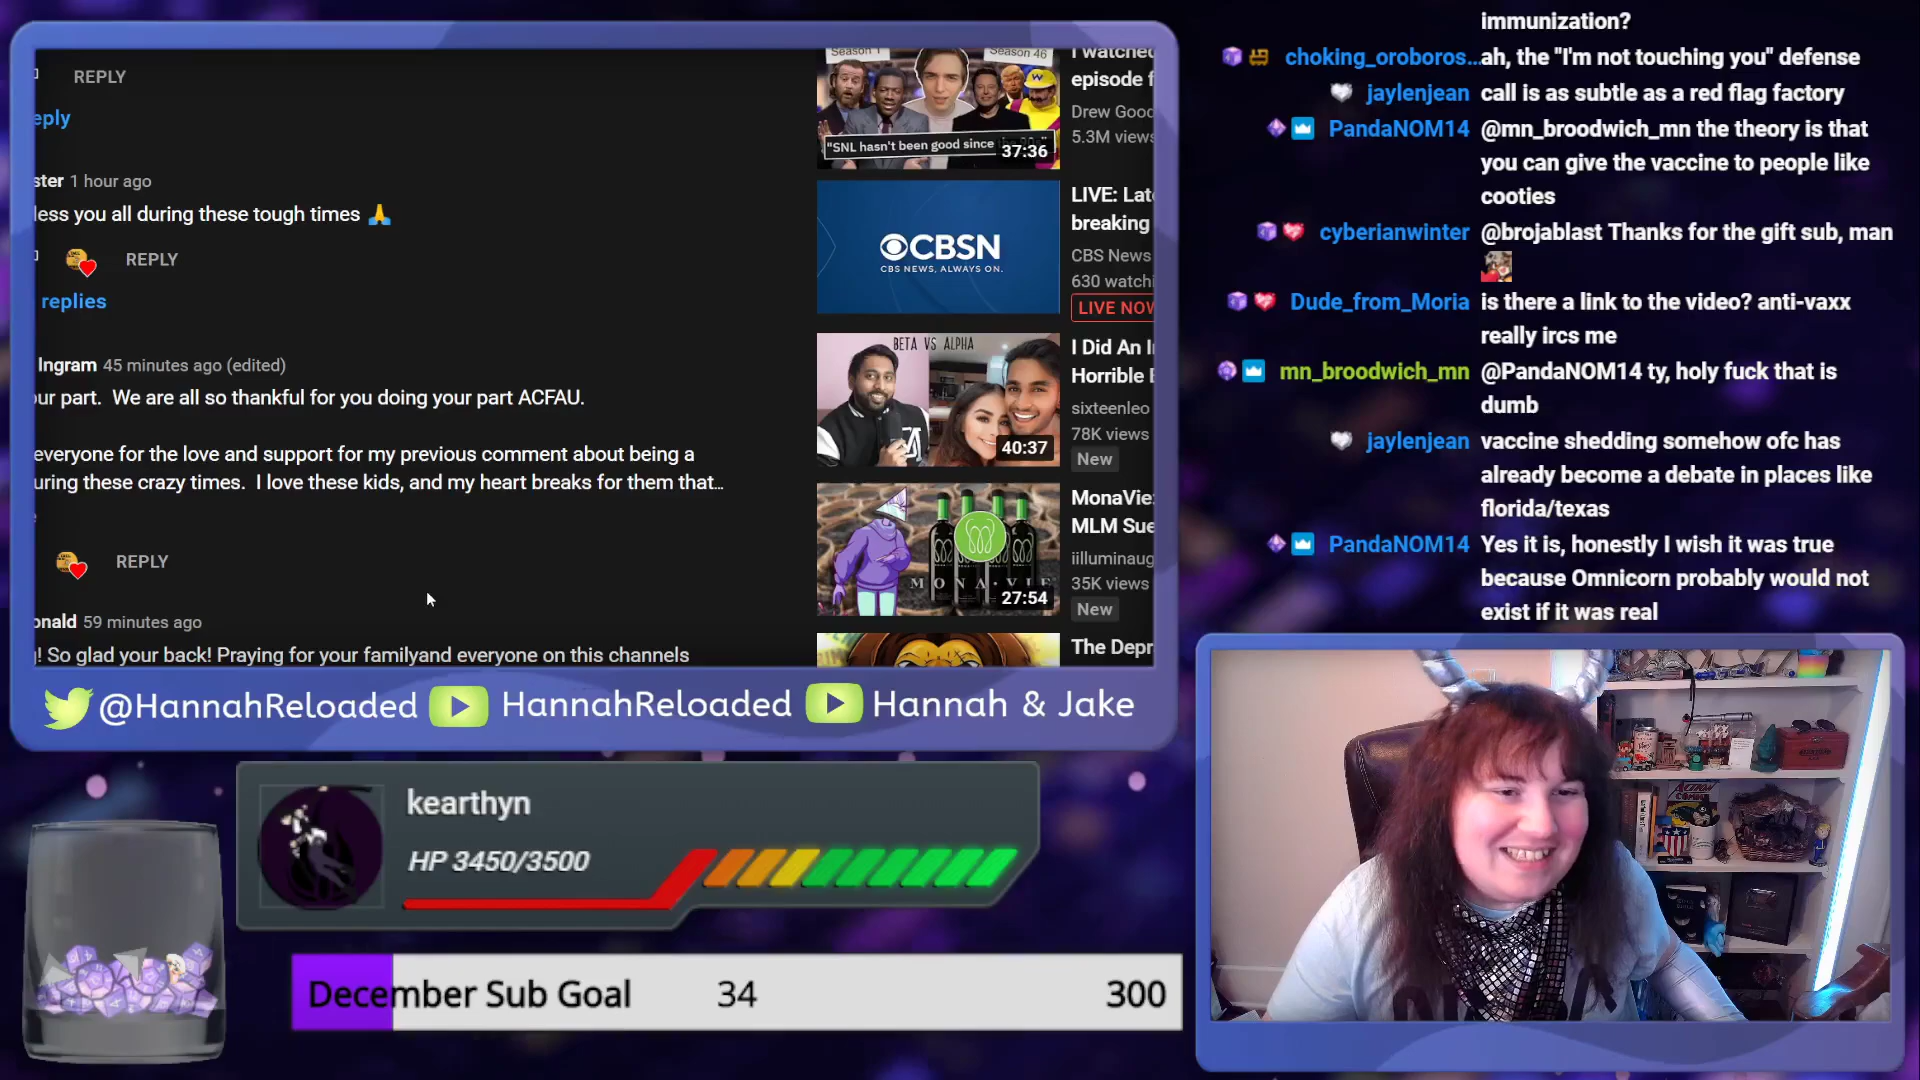 REPLY
eply
ster 1 hour ago
less you all during these tough times 🙏
REPLY
replies
Ingram 45 minutes ago (edited)
our part. We are all so thankful for you doing your part ACFAU.
everyone for the love and support for my previous comment about being a
uring these crazy times. I love these kids, and my heart breaks for them that...
REPLY
onald 59 minutes ago
! So glad your back! Praying for your familyand everyone on this channels
Season 1
Season 46
"SNL hasn't been good since
37:36
I watched
episode f
Drew Good
5.3M views
CBSN
CBS NEWS, ALWAYS ON.
LIVE: Late
breaking
CBS News
630 watchi
LIVE NOW
BETA VS ALPHA
40:37
I Did An I
Horrible E
sixteenleo
78K views
New
MONA·VIE
27:54
MonaVie:
MLM Sue
iilluminaug
35K views
New
The Depr
@HannahReloaded HannahReloaded Hannah & Jake
kearthyn
HP 3450/3500
December Sub Goal 34 300
immunization?
choking_oroboros... ah, the "I'm not touching you" defense
jaylenjean call is as subtle as a red flag factory
PandaNOM14 @mn_broodwich_mn the theory is that
you can give the vaccine to people like
cooties
cyberianwinter @brojablast Thanks for the gift sub, man
Dude_from_Moria is there a link to the video? anti-vaxx
really ircs me
mn_broodwich_mn @PandaNOM14 ty, holy fuck that is
dumb
jaylenjean vaccine shedding somehow ofc has
already become a debate in places like
florida/texas
PandaNOM14 Yes it is, honestly I wish it was true
because Omnicorn probably would not
exist if it was real
ACTION